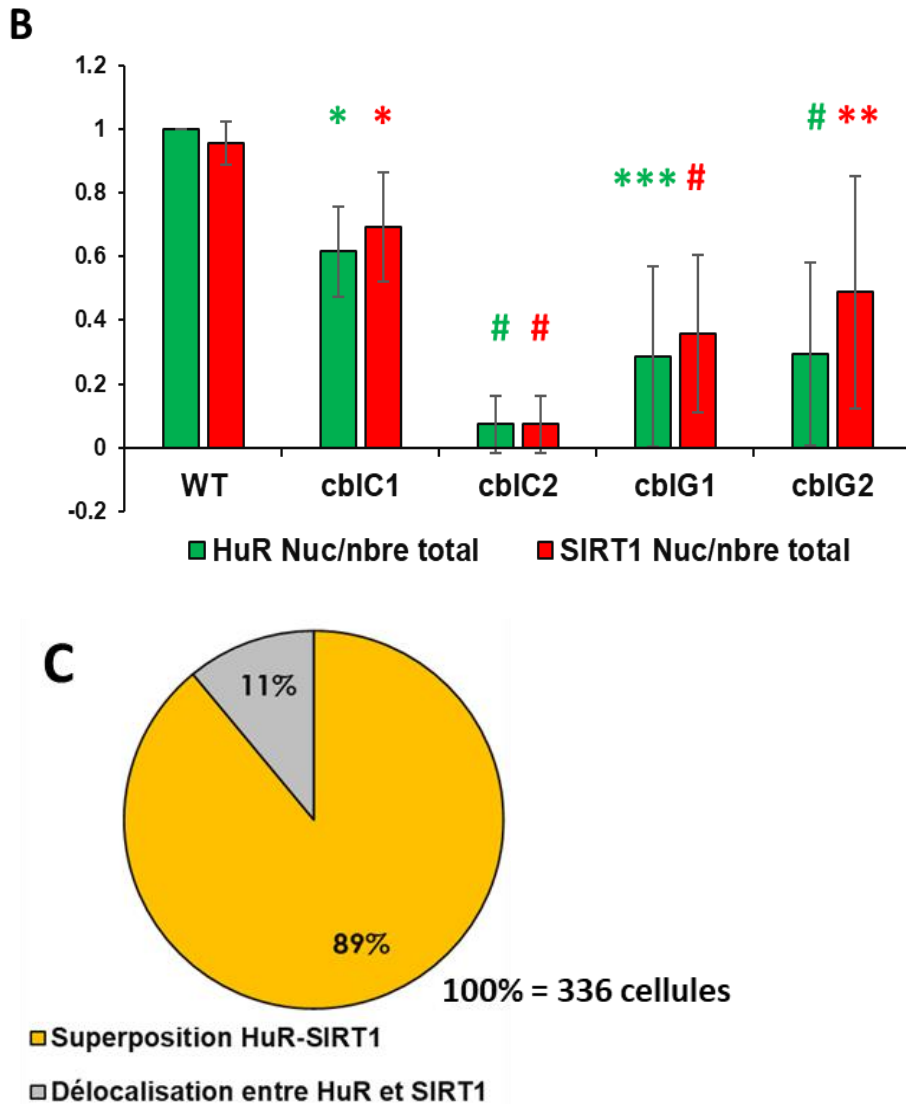 B
1.2
1
0.8
0.6
0.4
0.2
0
-0.2
* *
# #
*** #
# **
WT cblC1 cblC2 cblG1 cblG2
HuR Nuc/nbre total SIRT1 Nuc/nbre total
C
11%
89%
100% = 336 cellules
Superposition HuR-SIRT1
Délocalisation entre HuR et SIRT1